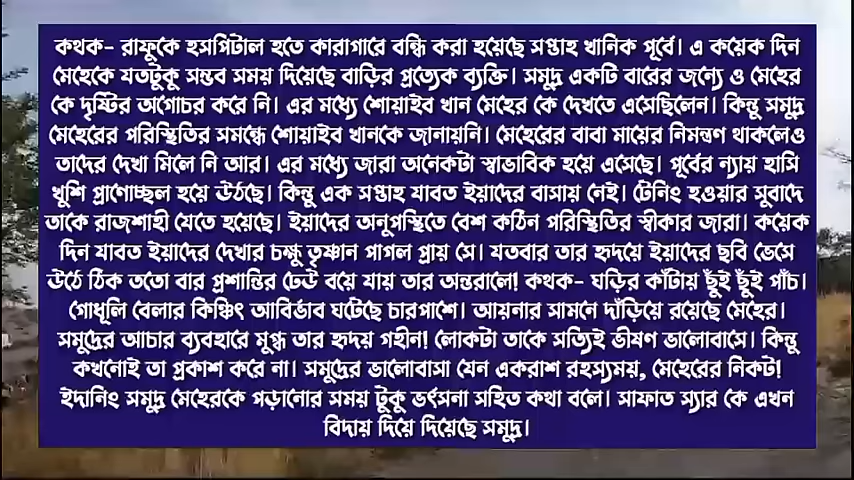 কথক- রাফুকে হসপিটাল হতে কারাগারে বন্ধি করা হয়েছে সপ্তাহ খানিক পূর্বে। এ কয়েক দিন
মেহেকে যতটুকু সম্ভব সময় দিয়েছে বাড়ির প্রত্যেক ব্যক্তি। সমুদ্র একটি বারের জন্যে ও মেহের
কে দৃষ্টির আগোচর করে নি। এর মধ্যে শোয়াইব খান মেহের কে দেখতে এসেছিলেন। কিন্তু সমুদ্র
মেহেরের পরিস্থিতির সমন্ধে শোয়াইব খানকে জানায়নি। মেহেরের বাবা মায়ের নিমন্ত্রণ থাকলেও
তাদের দেখা মিলে নি আর। এর মধ্যে জারা অনেকটা স্বাভাবিক হয়ে এসেছে। পূর্বের ন্যায় হাসি
খুশি প্রাণোচ্ছল হয়ে উঠছে। কিন্তু এক সপ্তাহ যাবত ইয়াদের বাসায় নেই। টেনিং হওয়ার সুবাদে
তাকে রাজশাহী যেতে হয়েছে। ইয়াদের অনুপস্থিতে বেশ কঠিন পরিস্থিতির স্বীকার জারা। কয়েক
দিন যাবত ইয়াদের দেখার চক্ষু তৃষ্ণান পাগল প্রায় সে। যতবার তার হৃদয়ে ইয়াদের ছবি ভেসে
উঠে ঠিক ততো বার প্রশান্তির ঢেউ বয়ে যায় তার অন্তরালে! কথক- ঘড়ির কাঁটায় ছুঁই ছুঁই পাঁচ।
গোধূলি বেলার কিঞ্চিৎ আবির্ভাব ঘটেছে চারপাশে। আয়নার সামনে দাঁড়িয়ে রয়েছে মেহের।
সমুদ্রের আচার ব্যবহারে মুগ্ধ তার হৃদয় গহীন! লোকটা তাকে সত্যিই ভীষণ ভালোবাসে। কিন্তু
কখনোই তা প্রকাশ করে না। সমুদ্রের ভালোবাসা যেন একরাশ রহস্যময়, মেহেরের নিকট!
ইদানিং সমুদ্র মেহেরকে পড়ানোর সময় টুকু ভর্ৎসনা সহিত কথা বলে। সাফাত স্যার কে এখন
বিদায় দিয়ে দিয়েছে সমুদ্র।